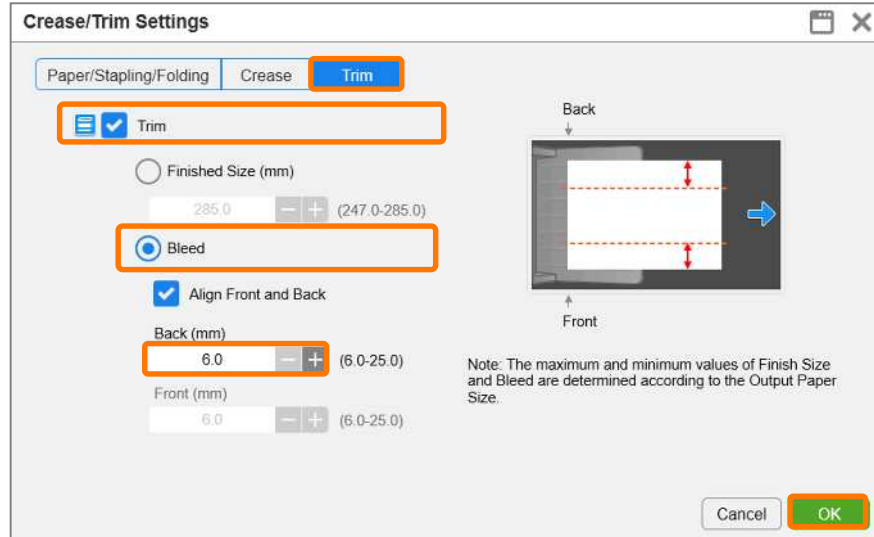 Crease/Trim Settings
Paper/Stapling/Folding Crease Trim
Trim
Finished Size (mm)
285.0 (247.0-285.0)
Bleed
Align Front and Back
Back (mm)
6.0 (6.0-25.0)
Front (mm)
6.0 (6.0-25.0)
Back
Front
Note: The maximum and minimum values of Finish Size
and Bleed are determined according to the Output Paper
Size.
Cancel OK